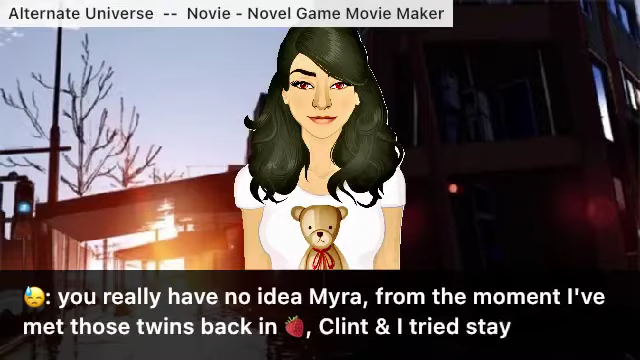 Alternate Universe -- Novie - Novel Game Movie Maker
😓: you really have no idea Myra, from the moment I've
met those twins back in 🍓, Clint & I tried stay